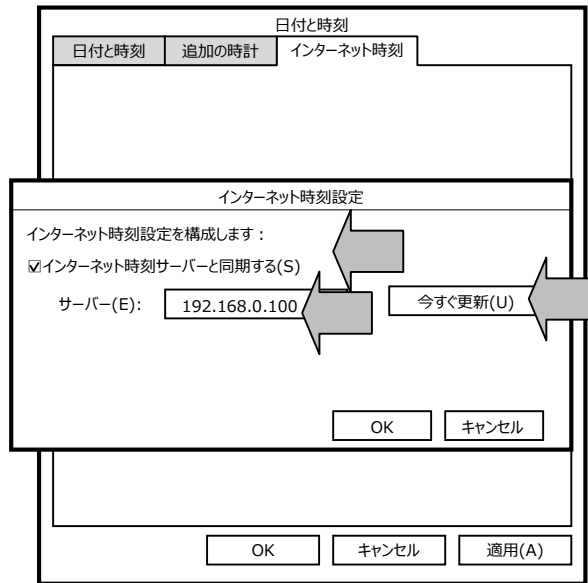 日付と時刻
日付と時刻 追加の時計 インターネット時刻
インターネット時刻設定
インターネット時刻設定を構成します：
☑インターネット時刻サーバーと同期する(S)
サーバー(E): 192.168.0.100 今すぐ更新(U)
OK キャンセル
OK キャンセル 適用(A)